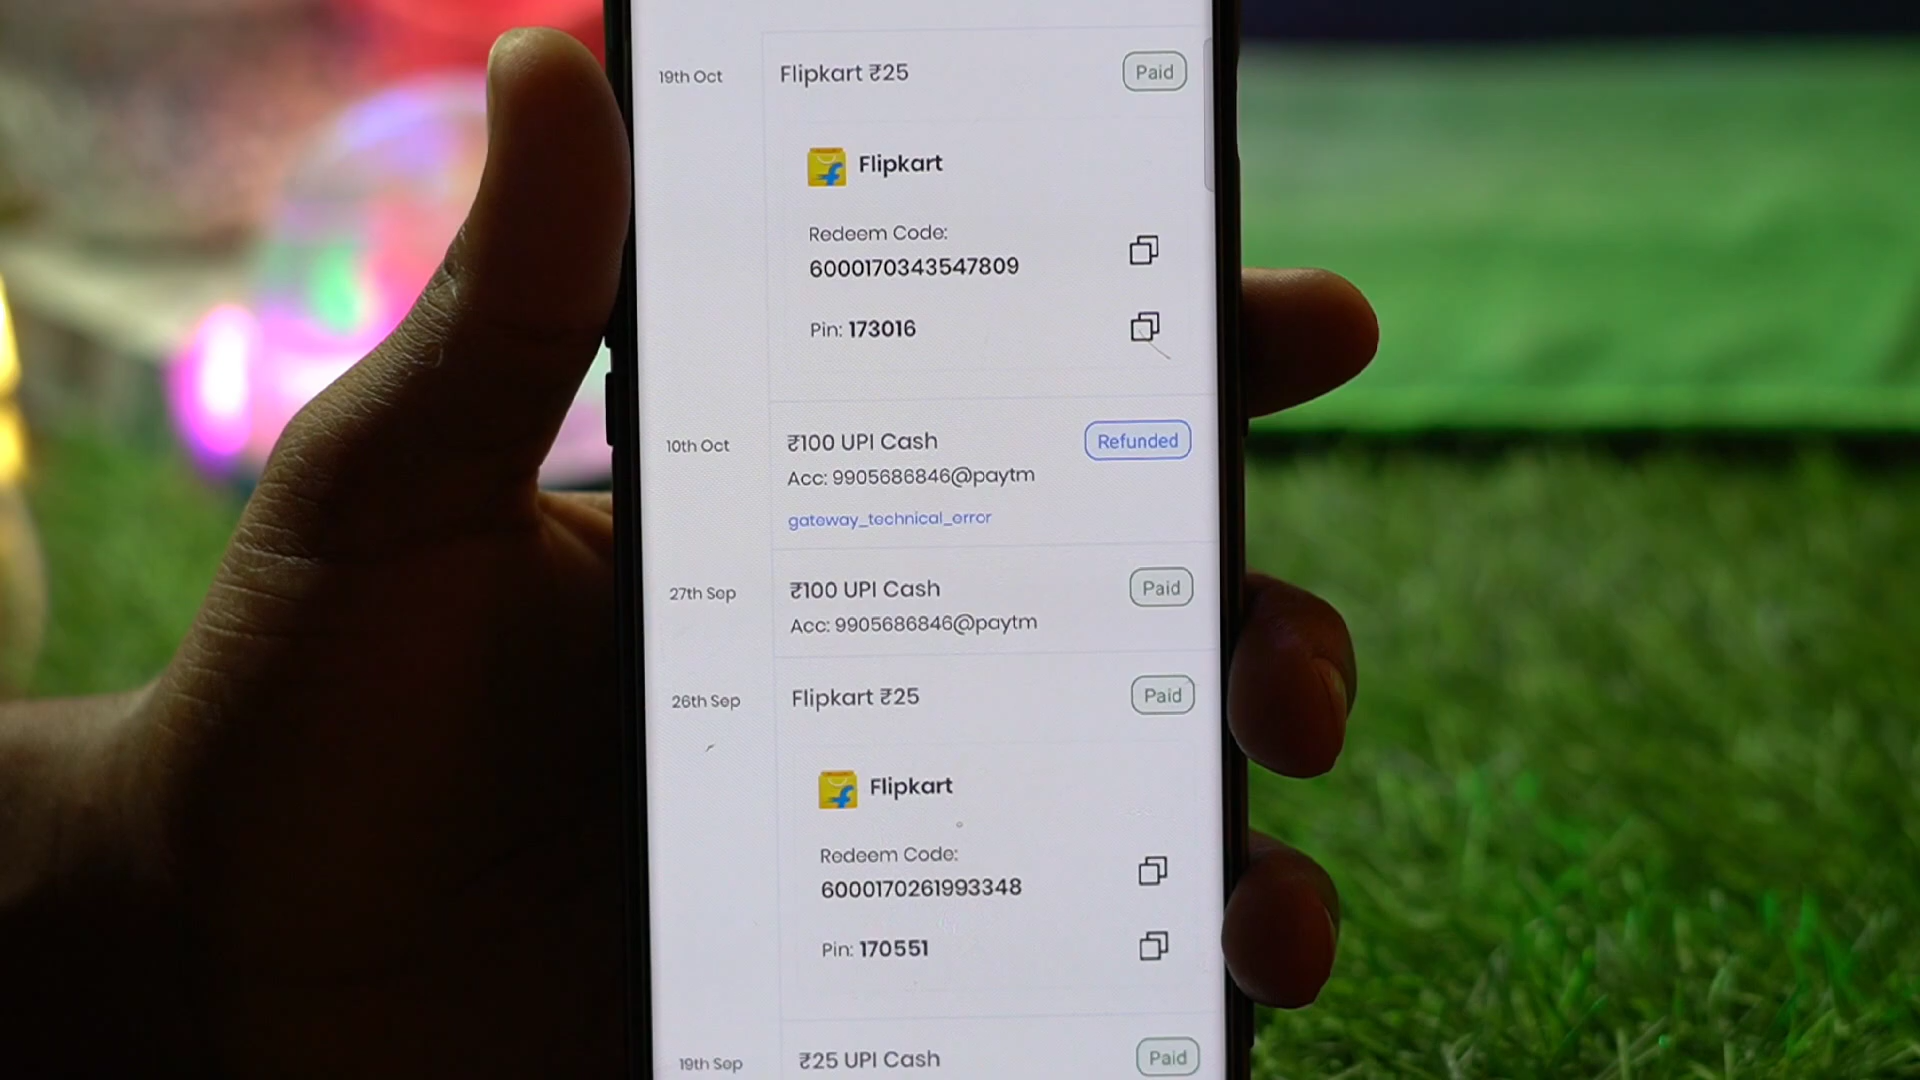 19th Oct
Flipkart ₹25
Paid
Flipkart
Redeem Code:
6000170343547809
Pin: 173016
10th Oct
₹100 UPI Cash
Refunded
Acc: 9905686846@paytm
gateway_technical_error
27th Sep
₹100 UPI Cash
Paid
Acc: 9905686846@paytm
26th Sep
Flipkart ₹25
Paid
Flipkart
Redeem Code:
6000170261993348
Pin: 170551
19th Sep
₹25 UPI Cash
Paid